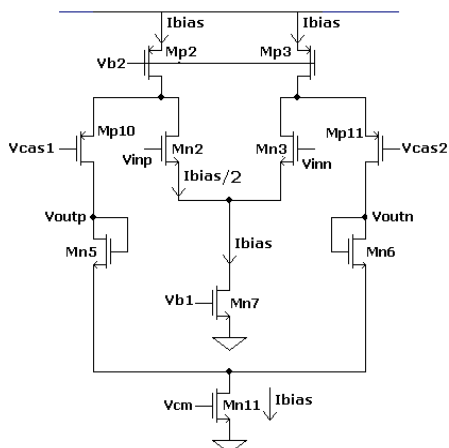 Ibias Ibias
Mp2 Mp3
Vb2
Mp10 Mp11
Vcas1 Mn2 Mn3 Vcas2
Vinp Vinn
Ibias/2
Voutp Voutn
Mn5 Ibias Mn6
Vb1 Mn7
Vcm Mn11 Ibias